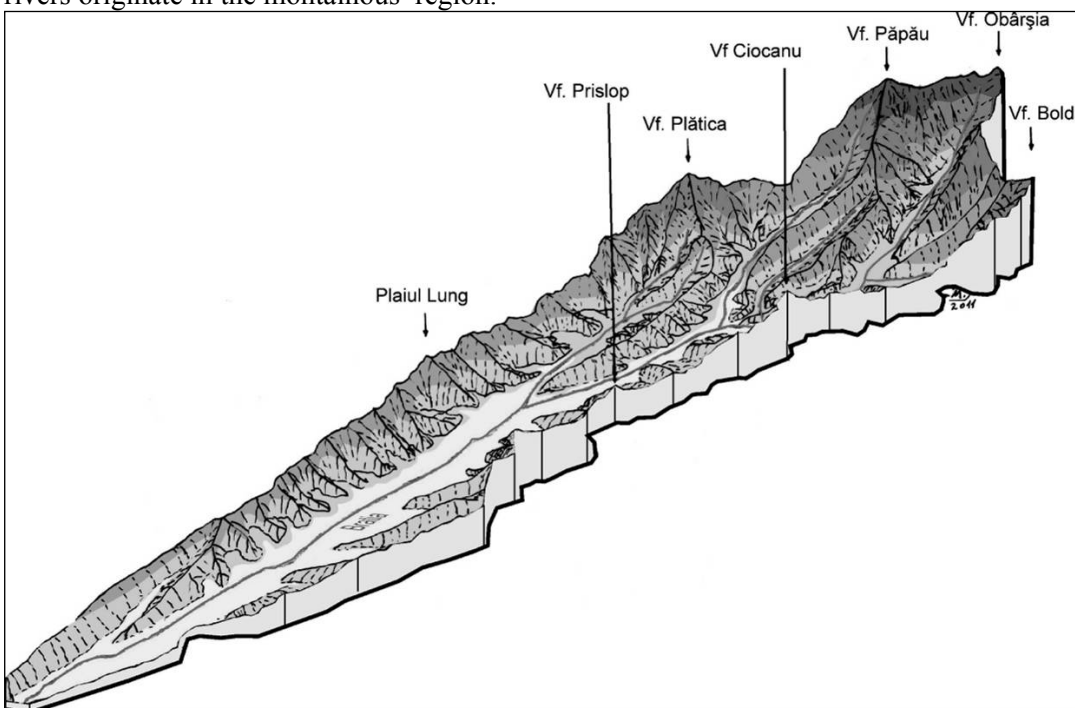 rivers originate in the montainous region.
Vf. Obârşia
Vf. Păpău
Vf Ciocanu
Vf. Bold
Vf. Prislop
Vf. Plătica
Plaiul Lung
M.
2011